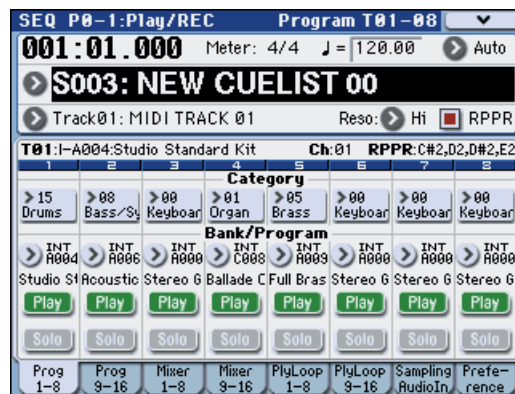 SEQ P0-1:Play/REC Program T01-08
001:01.000 Meter: 4/4 ♩= 120.00 Auto
S003: NEW CUELIST 00
Track01: MIDI TRACK 01 Reso: Hi RPPR
T01:I-A004:Studio Standard Kit Ch:01 RPPR:C#2,D2,D#2,E2
1 2 3 4 5 6 7 8
Category
15 08 00 01 05 00 00 00
Drums Bass/Sy Keyboar Organ Brass Keyboar Keyboar Keyboar
Bank/Program
INT INT INT INT INT INT INT INT
A004 A006 A000 C008 A003 A000 A000 A000
Studio St Acoustic Stereo G Ballade C Full Bras Stereo G Stereo G Stereo G
Play Play Play Play Play Play Play Play
Solo Solo Solo Solo Solo Solo Solo Solo
Prog Prog Mixer Mixer PlyLoop PlyLoop Sampling Prefe-
1-8 9-16 1-8 9-16 1-8 9-16 AudioIn rence